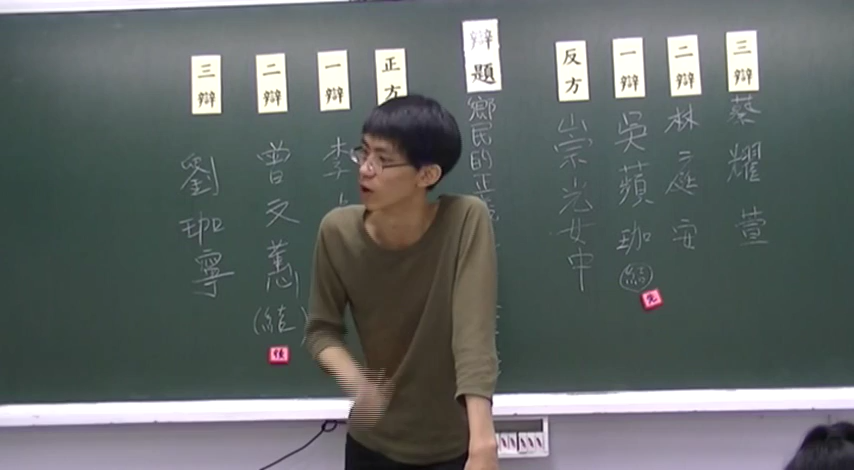 三辯
劉珈寧
二辯
曾文蕙
(結)
後
一辯
李
正方
辯題
鄉民的正義
反方
崇光女中
一辯
吳蘋珈
結
先
二辯
林庭安
三辯
蔡耀萱